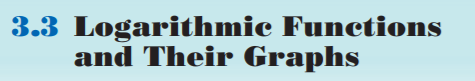 3.3 Logarithmic Functions
and Their Graphs